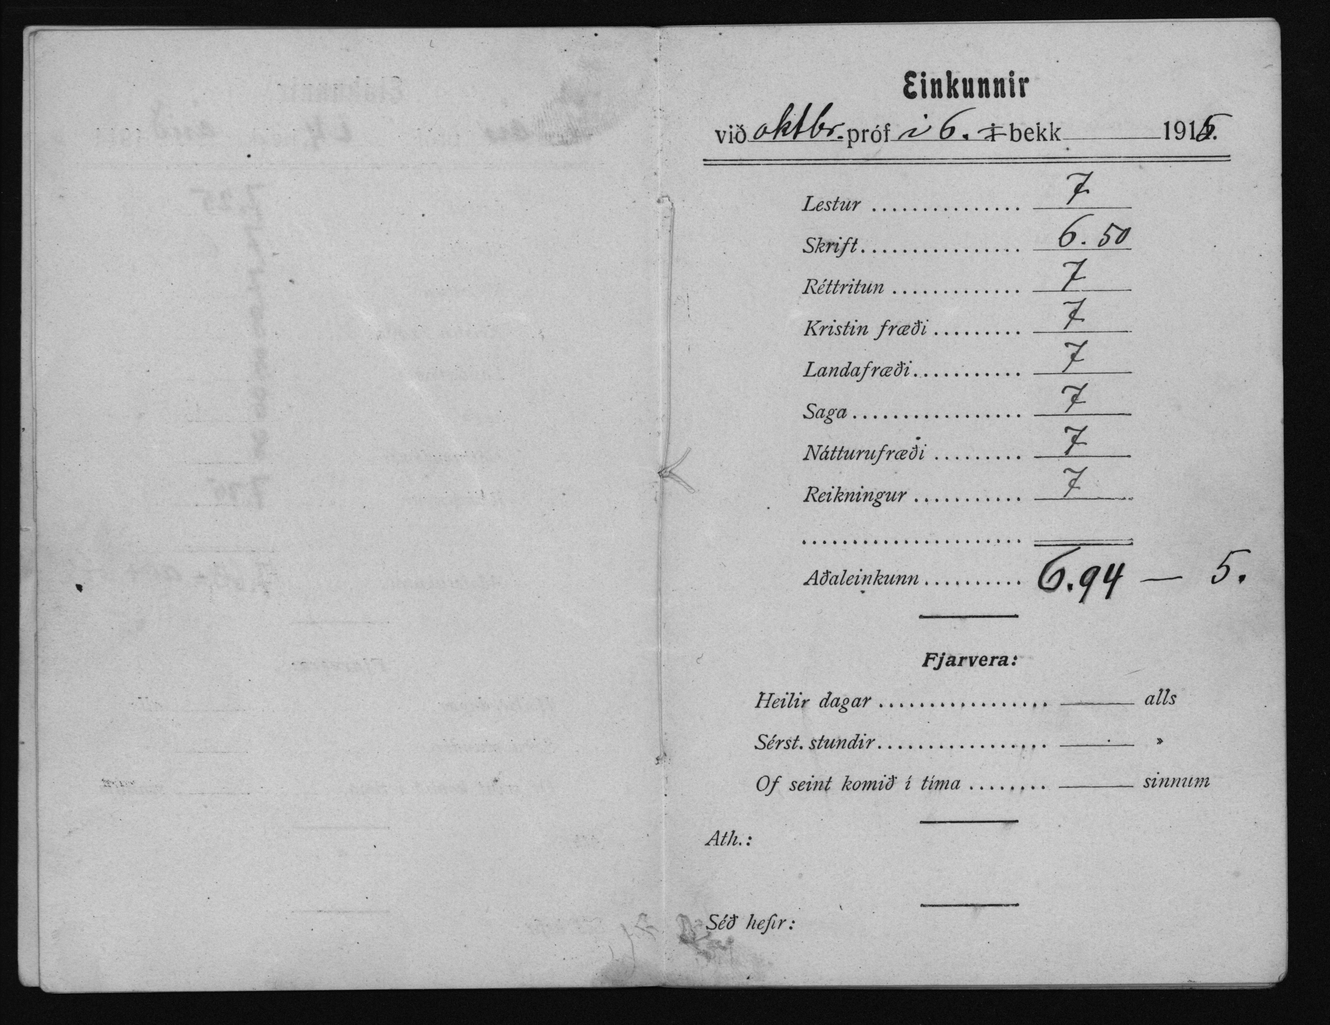 Einkunnir
við oktbr. próf í 6. í bekk 1915.
Lestur ............... 7
Skrift ................ 6.50
Réttritun ............. 7
Kristin fræði ......... 7
Landafræði ........... 7
Saga ................. 7
Nátturufræði ......... 7
Reikningur ........... 7
Aðaleinkunn .......... 6.94 — 5.
Fjarvera:
Heilir dagar ................. alls
Sérst. stundir ................. »
Of seint komið í tíma ........ sinnum
Ath.:
Séð hefir: